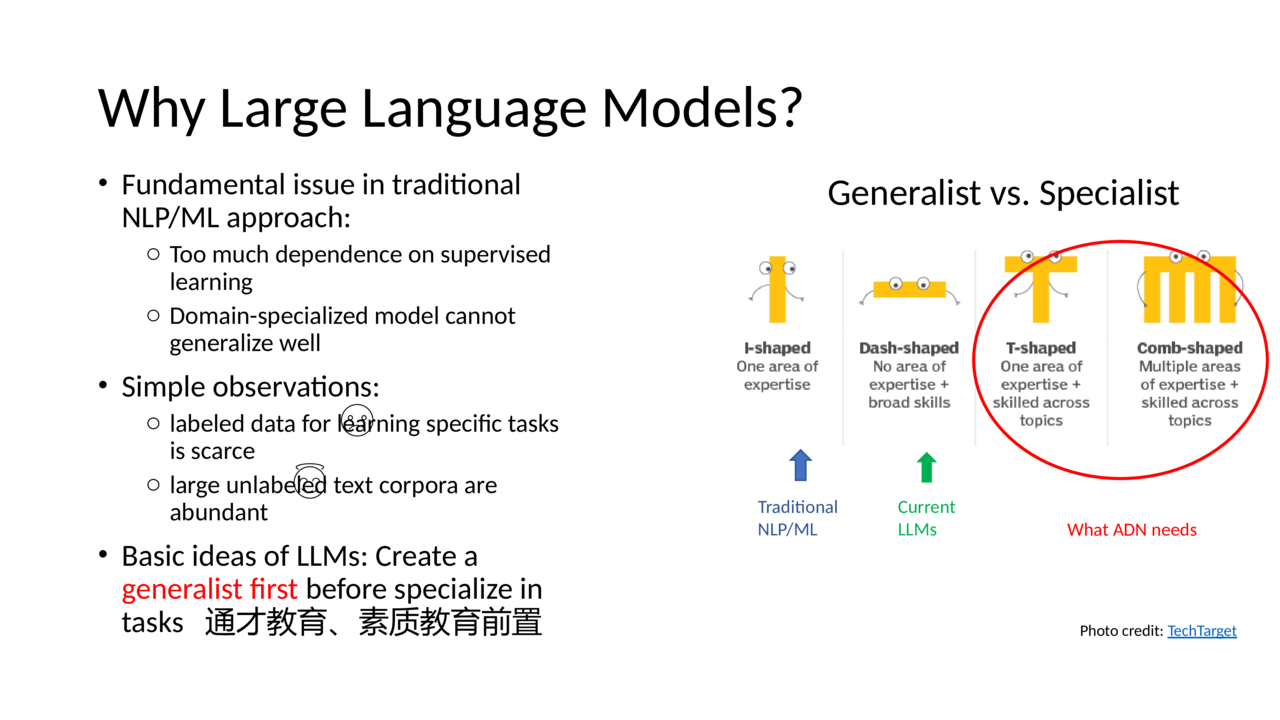 Why Large Language Models?
• Fundamental issue in traditional
NLP/ML approach:
○ Too much dependence on supervised
learning
○ Domain-specialized model cannot
generalize well
• Simple observations:
○ labeled data for learning specific tasks
is scarce
○ large unlabeled text corpora are
abundant
• Basic ideas of LLMs: Create a
generalist first before specialize in
tasks 通才教育、素质教育前置
Generalist vs. Specialist
I-shaped
One area of
expertise
Dash-shaped
No area of
expertise +
broad skills
T-shaped
One area of
expertise +
skilled across
topics
Comb-shaped
Multiple areas
of expertise +
skilled across
topics
Traditional
NLP/ML
Current
LLMs
What ADN needs
Photo credit: TechTarget